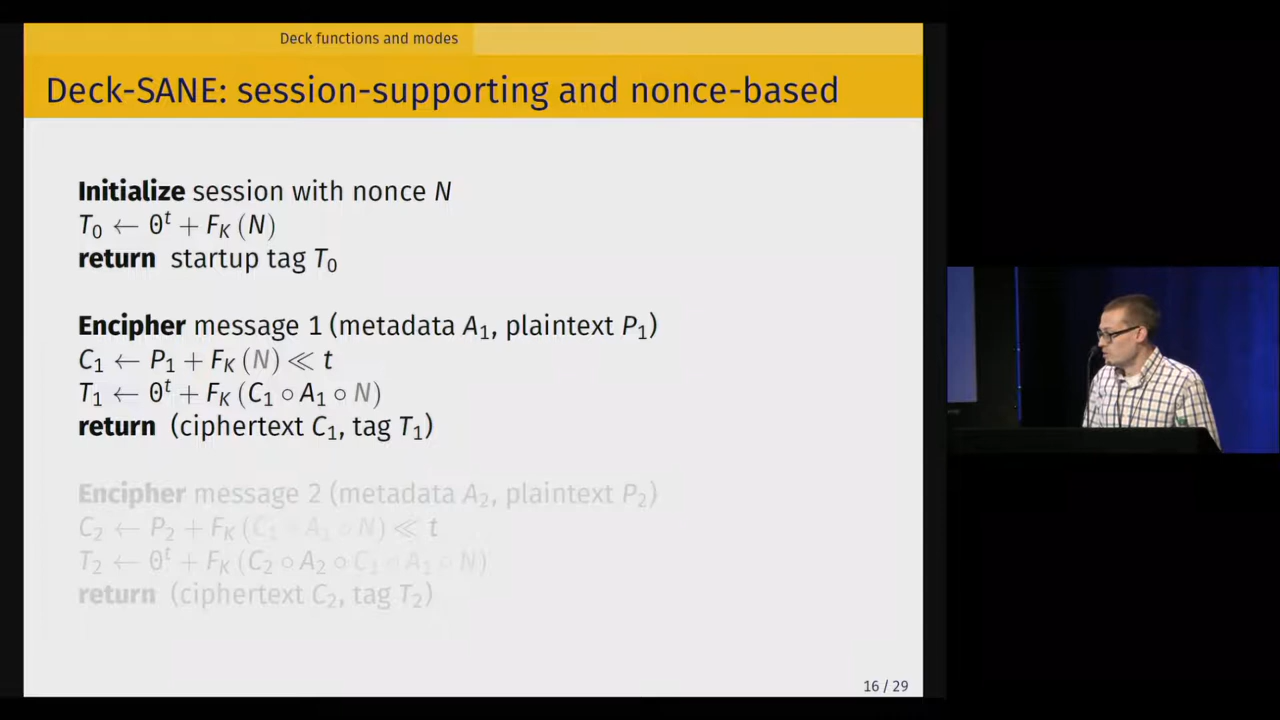 Deck functions and modes
Deck-SANE: session-supporting and nonce-based
Initialize session with nonce N
T₀ ← 0ᵗ + F_K (N)
return startup tag T₀
Encipher message 1 (metadata A₁, plaintext P₁)
C₁ ← P₁ + F_K (N) ≪ t
T₁ ← 0ᵗ + F_K (C₁ ∘ A₁ ∘ N)
return (ciphertext C₁, tag T₁)
Encipher message 2 (metadata A₂, plaintext P₂)
C₂ ← P₂ + F_K (C₁ ∘ A₁ ∘ N) ≪ t
T₂ ← 0ᵗ + F_K (C₂ ∘ A₂ ∘ C₁ ∘ A₁ ∘ N)
return (ciphertext C₂, tag T₂)
16 / 29